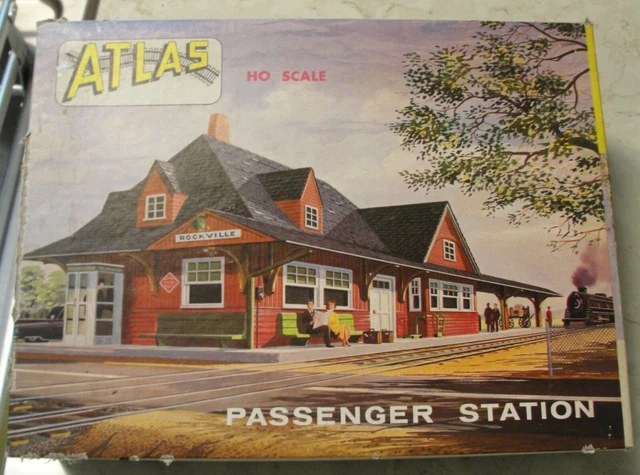 ATLAS
HO SCALE
ROCKVILLE
PASSENGER STATION